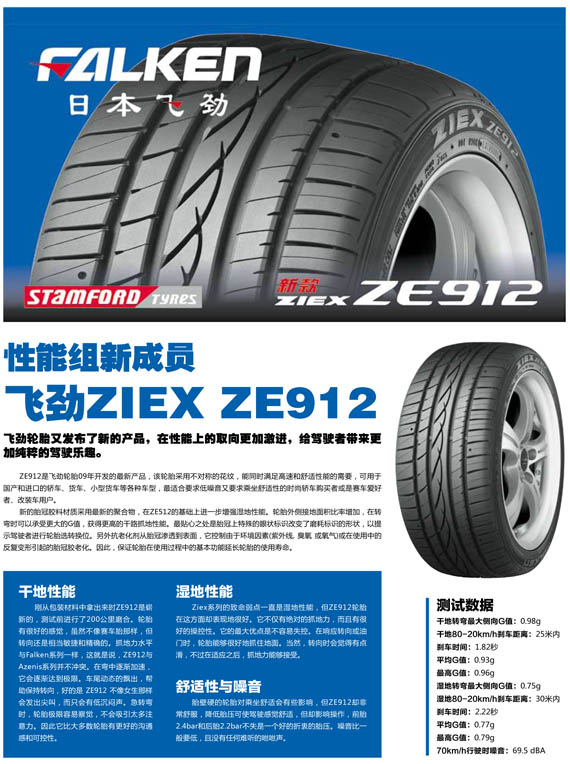 FALKEN
日本飞劲
ZIEX ZE912
STAMFORD TYRES
新款
ZIEX ZE912
性能组新成员
飞劲ZIEX ZE912
飞劲轮胎又发布了新的产品，在性能上的取向更加激进，给驾驶者带来更
加纯粹的驾驶乐趣。
ZE912是飞劲轮胎09年开发的最新产品，该轮胎采用不对称的花纹，能同时满足高速和舒适性能的需要，可用于
国产和进口的轿车、货车、小型货车等各种车型，最适合要求低噪音又要求乘坐舒适性的时尚轿车购买者或是赛车爱好
者、改装车用户。
新的胎冠胶料材质采用最新的聚合物，在ZE512的基础上进一步增强湿地性能。轮胎外侧接地面积比率增加，在转
弯时可以承受更大的G值，获得更高的干路抓地性能。最贴心之处是胎冠上特殊的眼状标识改变了磨耗标识的形状，以提
示驾驶者进行轮胎选转换位。另外抗老化剂从胎冠渗透到表面，它控制由于环境因素(紫外线, 臭氧 或氧气)或在使用中的
反复变形引起的胎冠胶老化。因此，保证轮胎在使用过程中的基本功能延长轮胎的使用寿命。
干地性能
刚从包装材料中拿出来时ZE912是崭
新的，测试前进行了200公里磨合。轮胎
有很好的感觉，虽然不像赛车胎那样，但
转向还是相当敏捷和精确的。抓地力水平
与Falken系列一样，这就是说，ZE912与
Azenis系列并不冲突。在弯中逐渐加速，
它会逐渐达到极限。车尾动态的飘出，帮
助保持转向，好的是 ZE912 不像女生那样
会发出尖叫，而只会有低沉闷声。急转弯
时，轮胎极限容易察觉，不会吸引太多注
意力。因此它比大多数轮胎有更好的沟通
感和可控性。
湿地性能
Ziex系列的致命弱点一直是湿地性能，但ZE912轮胎
在这方面却表现地很好。它不仅有绝对的抓地力，而且有很
好的操控性。它的最大优点是不容易失控。在响应转向或油
门时，轮胎能够很好地抓住地面。当然，转向时会觉得有点
滑，不过在适应之后，抓地力能够接受。
舒适性与噪音
胎壁硬的轮胎对乘坐舒适会有些影响，但ZE912却非
常舒服，降低胎压可使驾驶感觉舒适，但却影响操作，前胎
2.4bar和后胎2.2bar不失是一个好的折衷的胎压。噪音比一
般要低，且没有任何难听的咝咝声。
测试数据
干地转弯最大侧向G值：0.98g
干地80-20km/h刹车距离：25米内
刹车时间：1.82秒
平均G值：0.93g
最高G值：0.96g
湿地转弯最大侧向G值：0.75g
湿地80-20km/h刹车距离：30米内
刹车时间：2.22秒
平均G值：0.77g
最高G值：0.79g
70km/h行驶时噪音：69.5 dBA